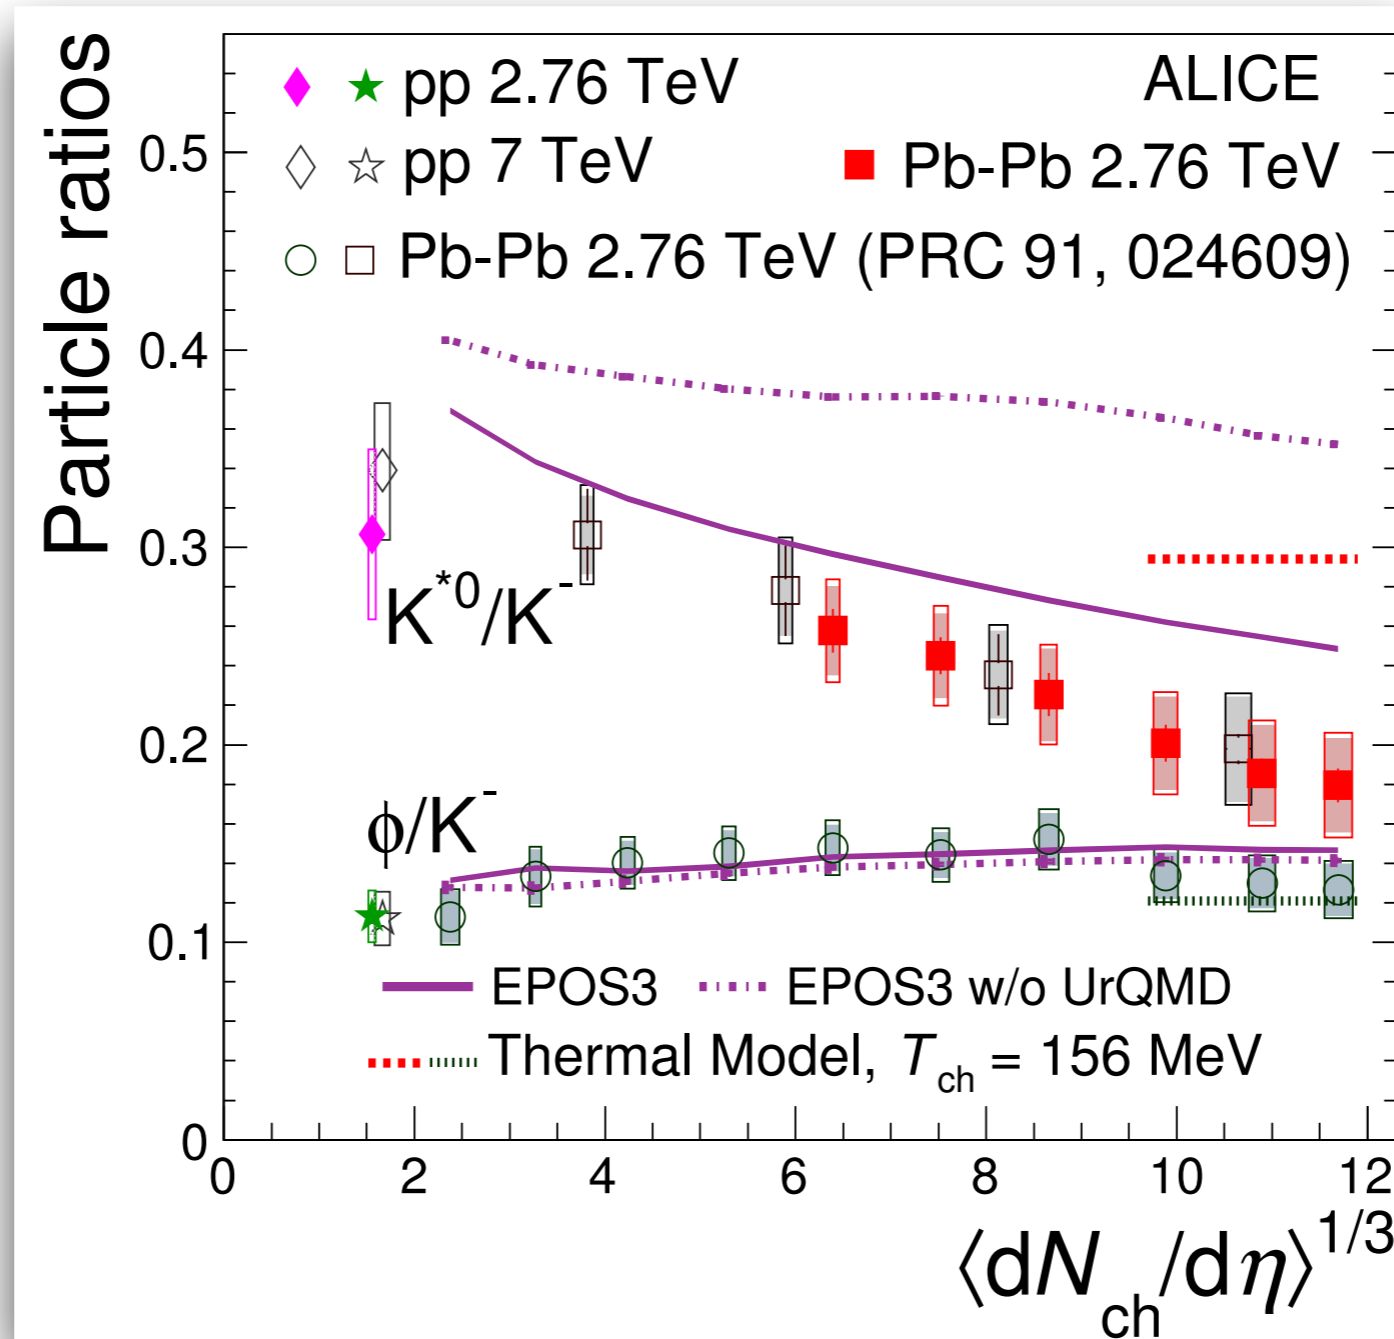 Particle ratios
pp 2.76 TeV
ALICE
pp 7 TeV
Pb-Pb 2.76 TeV
Pb-Pb 2.76 TeV (PRC 91, 024609)
0.5
0.4
0.3
0.2
0.1
0
K*0/K-
ϕ/K-
EPOS3
EPOS3 w/o UrQMD
Thermal Model, Tch = 156 MeV
0 2 4 6 8 10 12
⟨dNch/dη⟩1/3